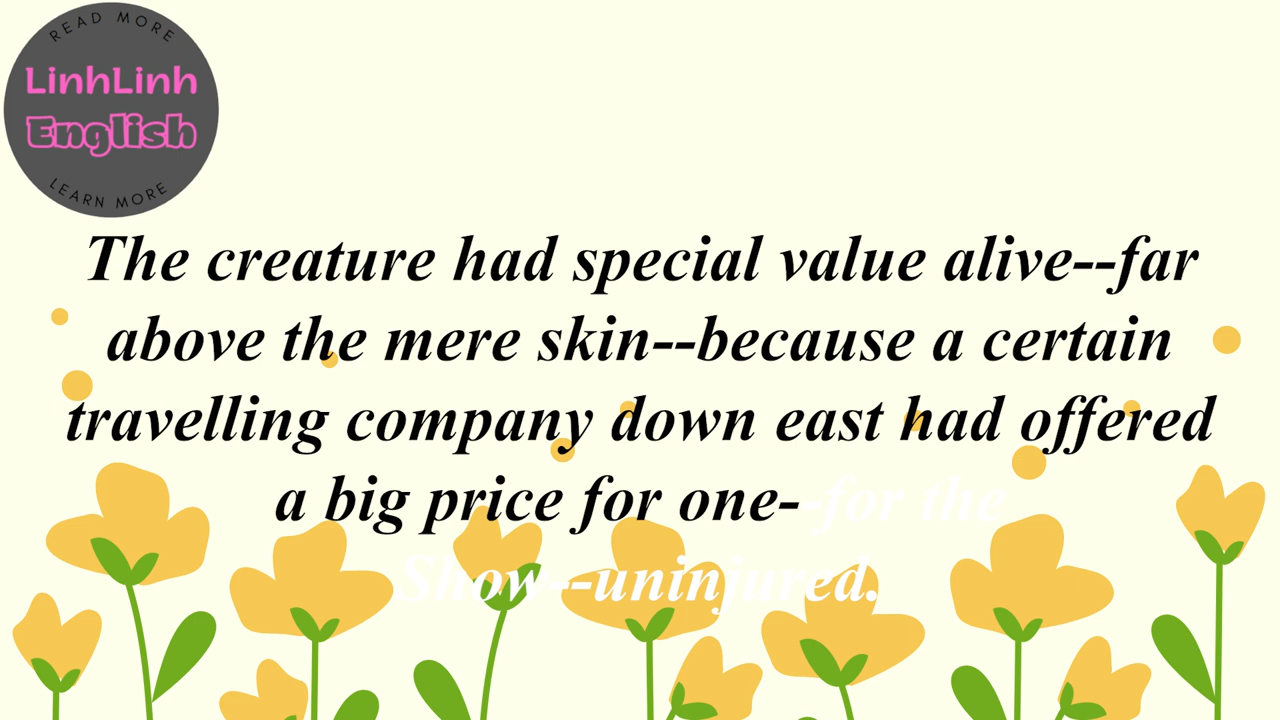 READ MORE
LinhLinh
English
LEARN MORE
The creature had special value alive--far
above the mere skin--because a certain
travelling company down east had offered
a big price for one--for the
Show--uninjured.